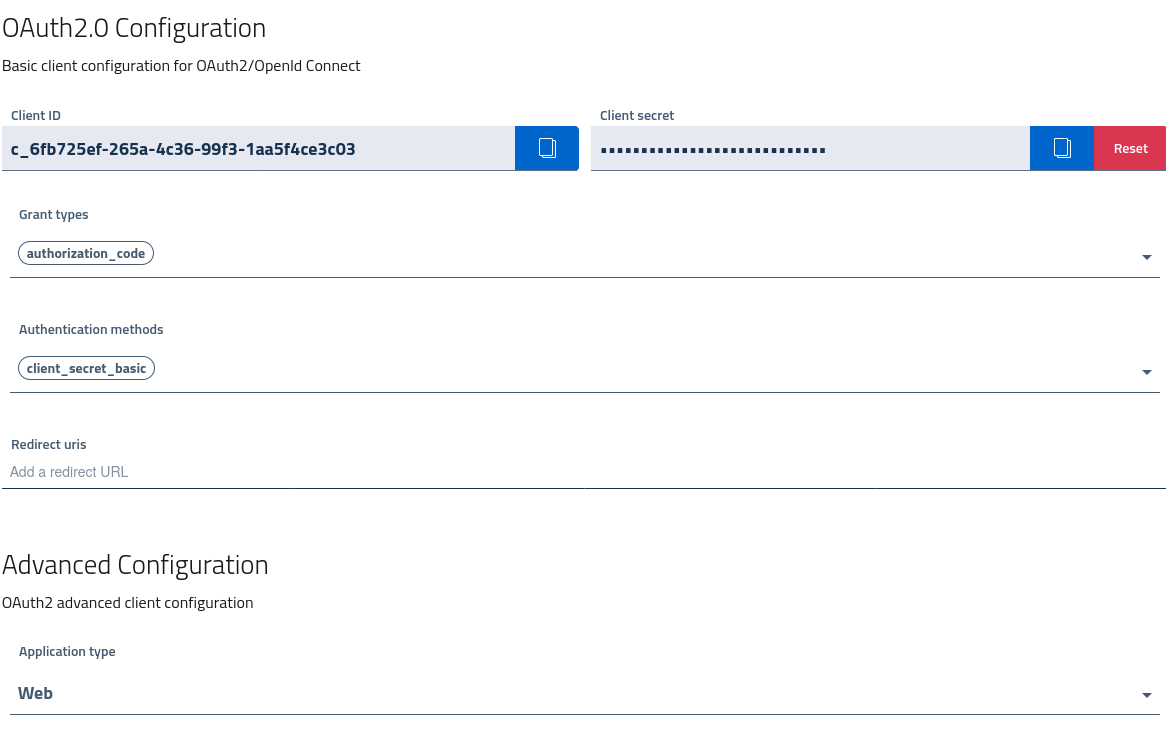 OAuth2.0 Configuration
Basic client configuration for OAuth2/OpenId Connect
Client ID
c_6fb725ef-265a-4c36-99f3-1aa5f4ce3c03
Client secret
••••••••••••••••••••••••••••
Reset
Grant types
authorization_code
Authentication methods
client_secret_basic
Redirect uris
Add a redirect URL
Advanced Configuration
OAuth2 advanced client configuration
Application type
Web